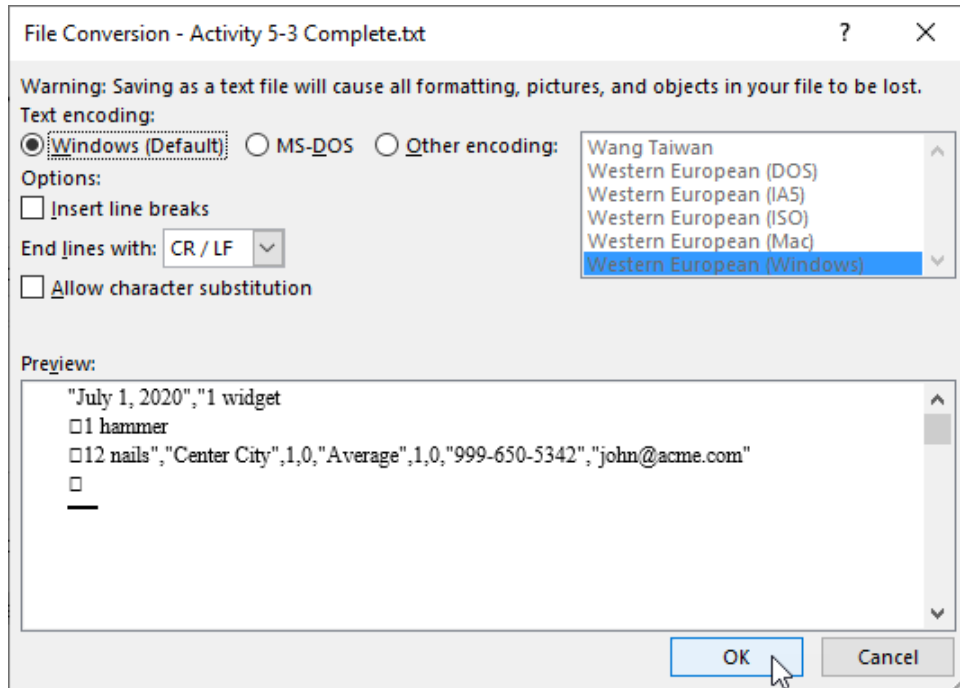 File Conversion - Activity 5-3 Complete.txt
Warning: Saving as a text file will cause all formatting, pictures, and objects in your file to be lost.
Text encoding:
Windows (Default) MS-DOS Other encoding:
Wang Taiwan
Western European (DOS)
Western European (IA5)
Western European (ISO)
Western European (Mac)
Western European (Windows)
Options:
Insert line breaks
End lines with: CR / LF
Allow character substitution
Preview:
"July 1, 2020","1 widget
□1 hammer
□12 nails","Center City",1,0,"Average",1,0,"999-650-5342","john@acme.com"
□
OK Cancel